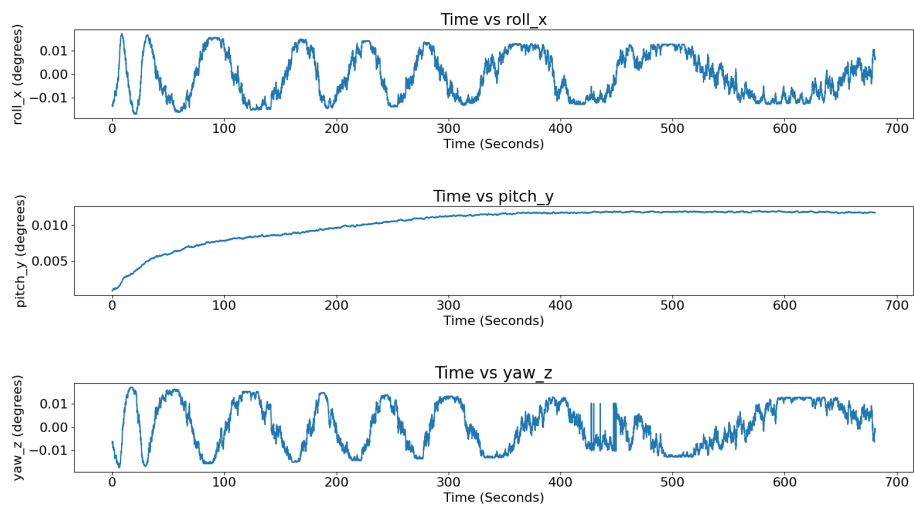 Time vs roll_x
roll_x (degrees)
0.01
0.00
−0.01
0 100 200 300 400 500 600 700
Time (Seconds)
Time vs pitch_y
pitch_y (degrees)
0.010
0.005
0 100 200 300 400 500 600 700
Time (Seconds)
Time vs yaw_z
yaw_z (degrees)
0.01
0.00
−0.01
0 100 200 300 400 500 600 700
Time (Seconds)